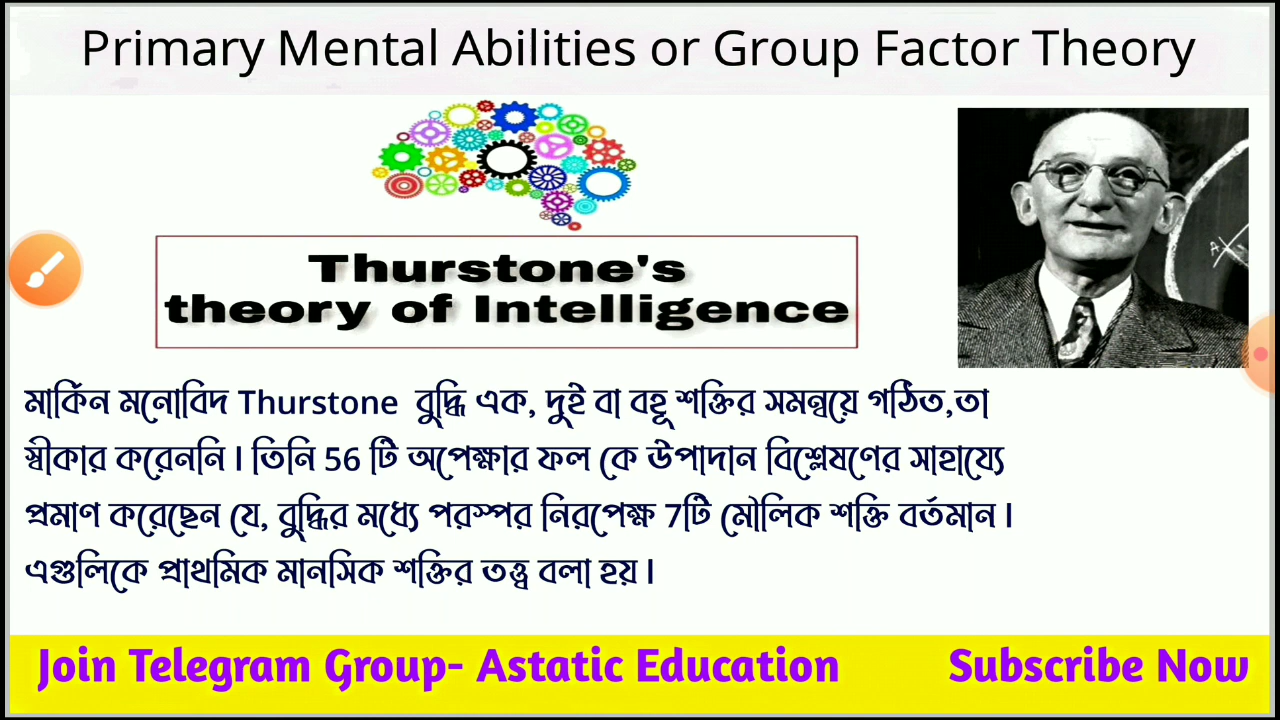 Primary Mental Abilities or Group Factor Theory
Thurstone's
theory of Intelligence
মার্কিন মনোবিদ Thurstone বুদ্ধি এক, দুই বা বহূ শক্তির সমন্বয়ে গঠিত,তা
স্বীকার করেননি। তিনি 56 টি অপেক্ষার ফল কে উপাদান বিশ্লেষণের সাহায্যে
প্রমাণ করেছেন যে, বুদ্ধির মধ্যে পরস্পর নিরপেক্ষ 7টি মৌলিক শক্তি বর্তমান।
এগুলিকে প্রাথমিক মানসিক শক্তির তত্ত্ব বলা হয়।
Join Telegram Group- Astatic Education Subscribe Now